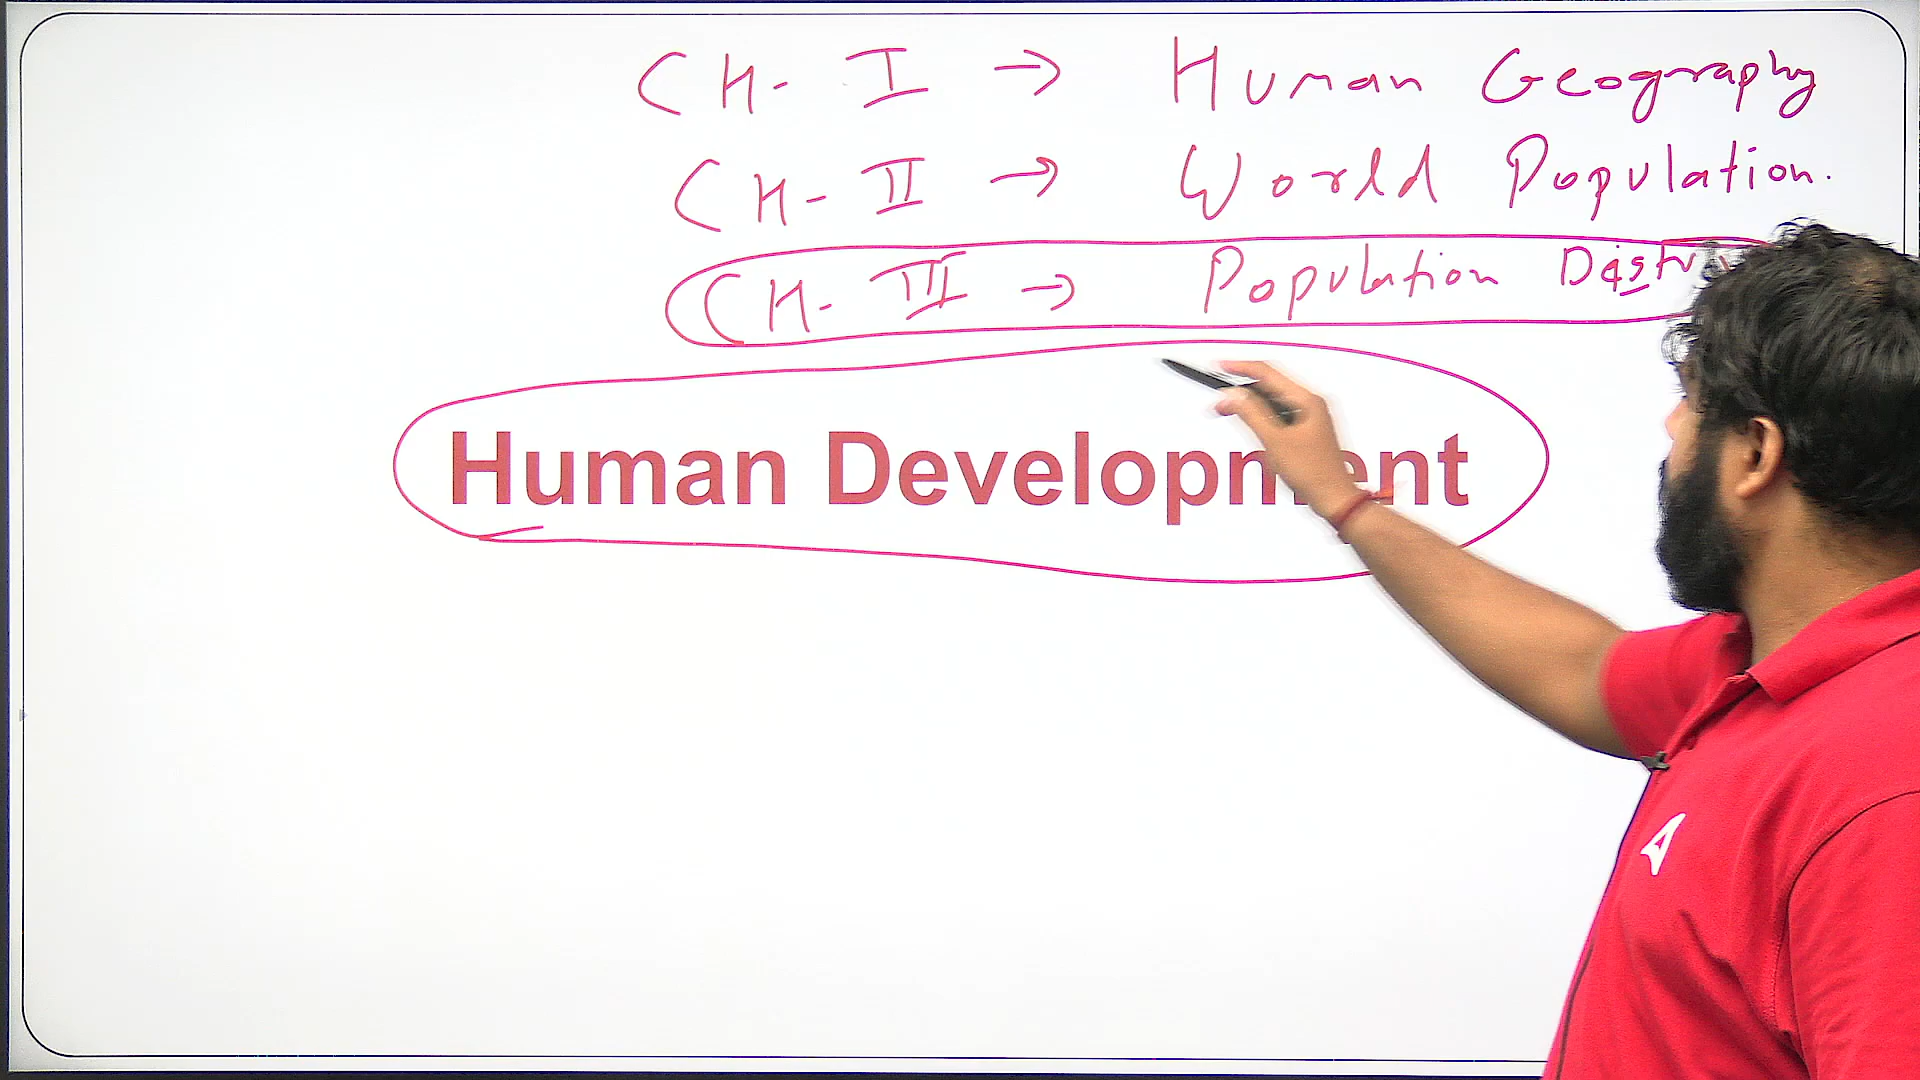 CH- I → Human Geography
CH- II → World Population.
CH- III → Population
Human Development